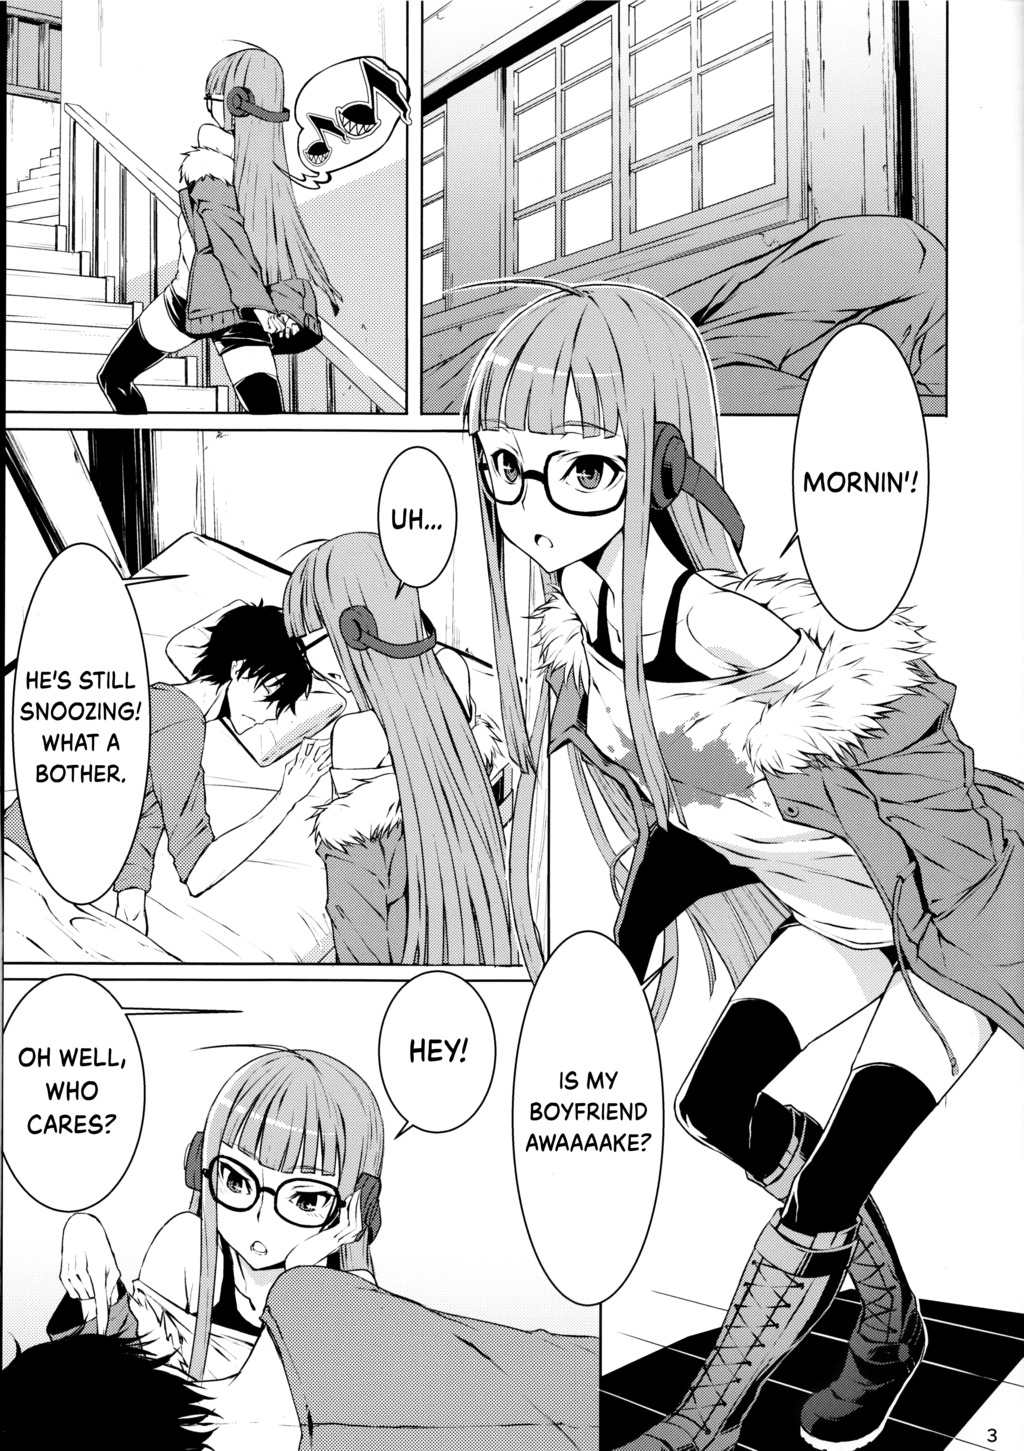 MORNIN'!
IS MY
BOYFRIEND
AWAAAAKE?
UH...
HE'S STILL
SNOOZING!
WHAT A
BOTHER.
HEY!
OH WELL,
WHO
CARES?
3